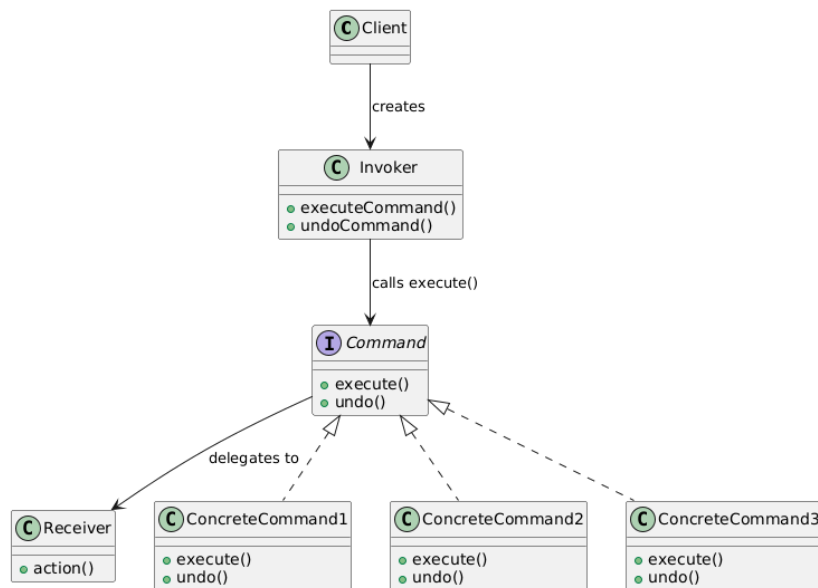 C Client
creates
C Invoker
executeCommand()
undoCommand()
calls execute()
I Command
execute()
undo()
delegates to
C Receiver
action()
C ConcreteCommand1
execute()
undo()
C ConcreteCommand2
execute()
undo()
C ConcreteCommand3
execute()
undo()